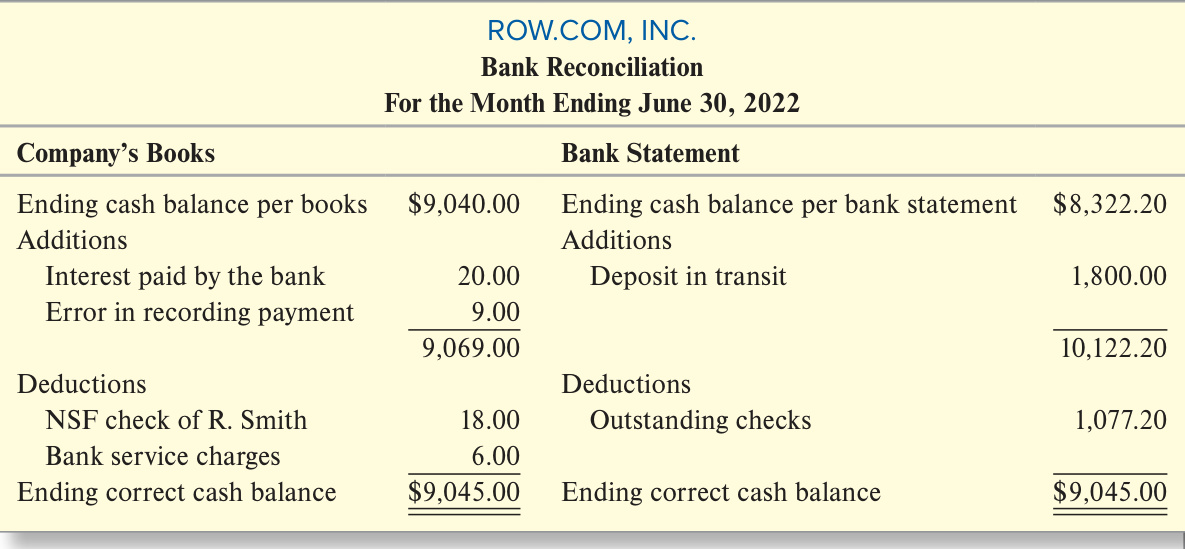 ROW.COM, INC.
Bank Reconciliation
For the Month Ending June 30, 2022
Company’s Books Bank Statement
Ending cash balance per books $9,040.00 Ending cash balance per bank statement $8,322.20
Additions Additions
Interest paid by the bank 20.00 Deposit in transit 1,800.00
Error in recording payment 9.00
9,069.00 10,122.20
Deductions Deductions
NSF check of R. Smith 18.00 Outstanding checks 1,077.20
Bank service charges 6.00
Ending correct cash balance $9,045.00 Ending correct cash balance $9,045.00